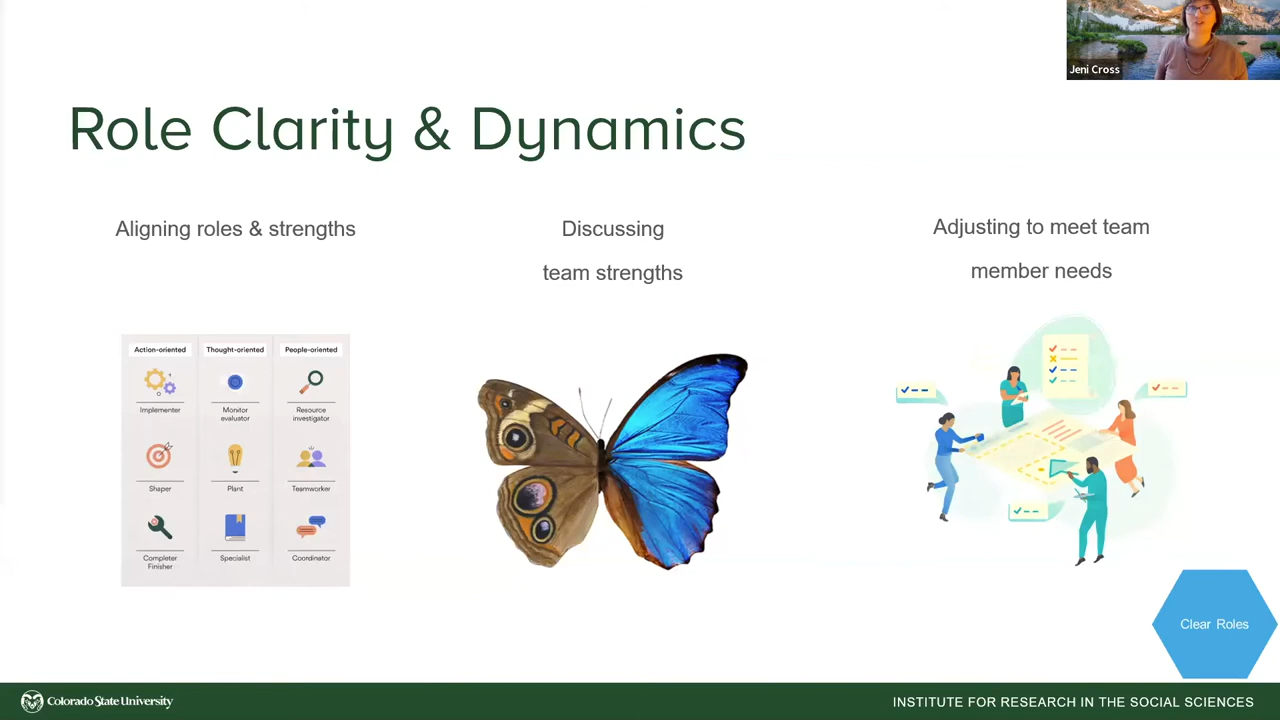 Jeni Cross
Role Clarity & Dynamics
Aligning roles & strengths
Discussing
team strengths
Adjusting to meet team
member needs
Action-oriented
Thought-oriented
People-oriented
Implementer
Monitor
evaluator
Resource
investigator
Shaper
Plant
Teamworker
Completer
Finisher
Specialist
Coordinator
Clear Roles
Colorado State University
INSTITUTE FOR RESEARCH IN THE SOCIAL SCIENCES